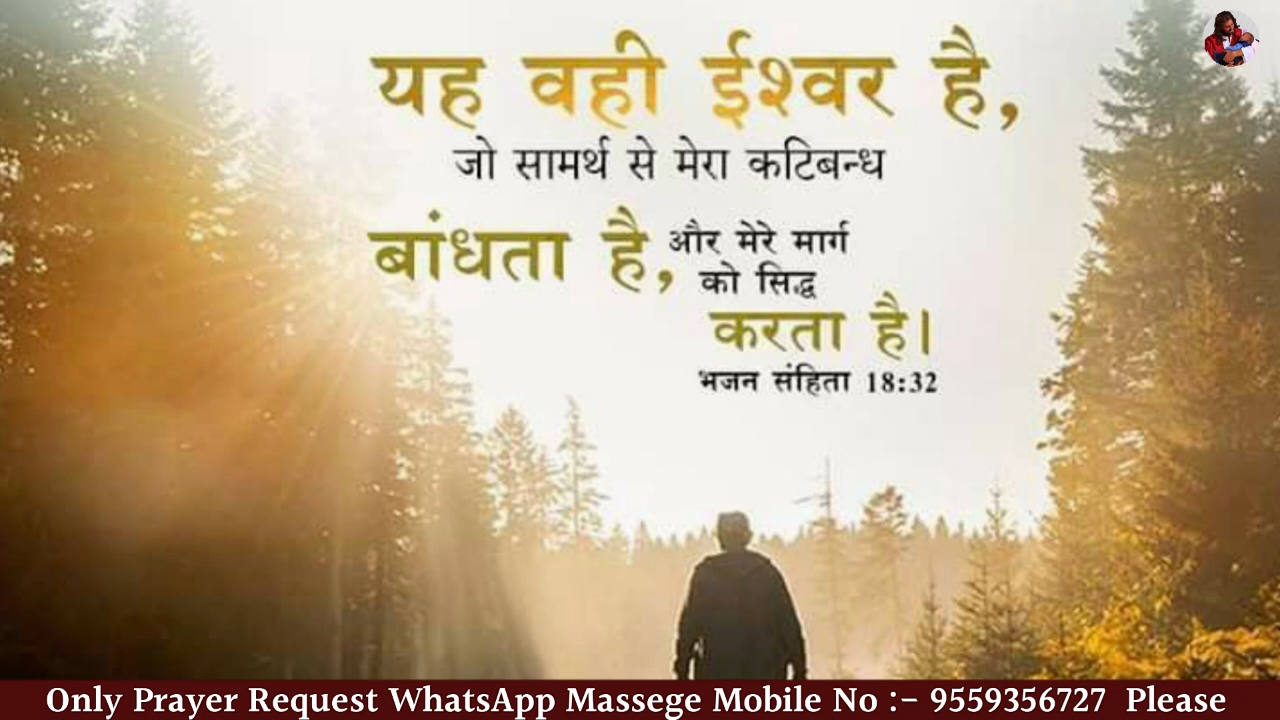 यह वही ईश्वर है,
जो सामर्थ से मेरा कटिबन्ध
बांधता है, और मेरे मार्ग
को सिद्ध
करता है।
भजन संहिता 18:32
Only Prayer Request WhatsApp Massege Mobile No :- 9559356727 Please